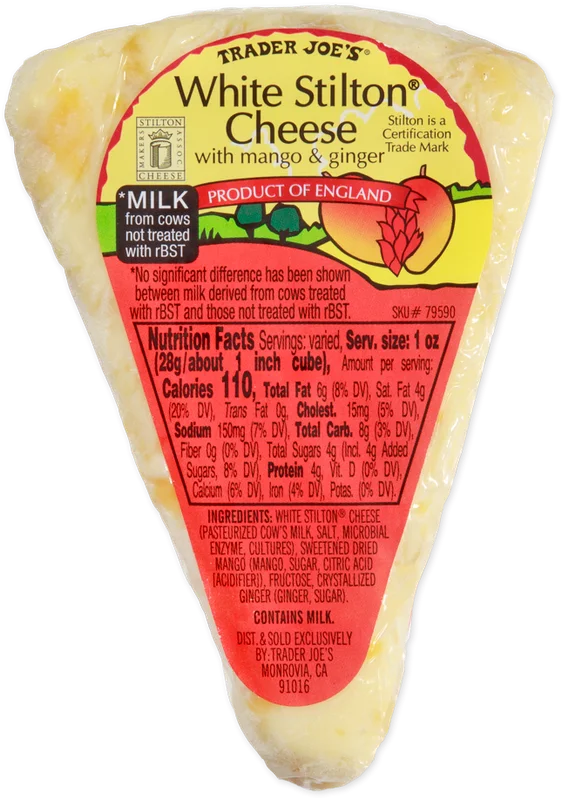 TRADER JOE'S®
White Stilton®
Cheese
with mango & ginger
Stilton is a
Certification
Trade Mark
STILTON
MAKERS
ASSOC
CHEESE
PRODUCT OF ENGLAND
*MILK
from cows
not treated
with rBST
*No significant difference has been shown
between milk derived from cows treated
with rBST and those not treated with rBST.
SKU# 79590
Nutrition Facts Servings: varied, Serv. size: 1 oz
(28g/about 1 inch cube), Amount per serving:
Calories 110, Total Fat 6g (8% DV), Sat. Fat 4g
(20% DV), Trans Fat 0g, Cholest. 15mg (5% DV),
Sodium 150mg (7% DV), Total Carb. 8g (3% DV),
Fiber 0g (0% DV), Total Sugars 4g (Incl. 4g Added
Sugars, 8% DV), Protein 4g, Vit. D (0% DV),
Calcium (6% DV), Iron (4% DV), Potas. (0% DV).
INGREDIENTS: WHITE STILTON® CHEESE
(PASTEURIZED COW'S MILK, SALT, MICROBIAL
ENZYME, CULTURES), SWEETENED DRIED
MANGO (MANGO, SUGAR, CITRIC ACID
[ACIDIFIER]), FRUCTOSE, CRYSTALLIZED
GINGER (GINGER, SUGAR).
CONTAINS MILK.
DIST. & SOLD EXCLUSIVELY
BY: TRADER JOE'S
MONROVIA, CA
91016